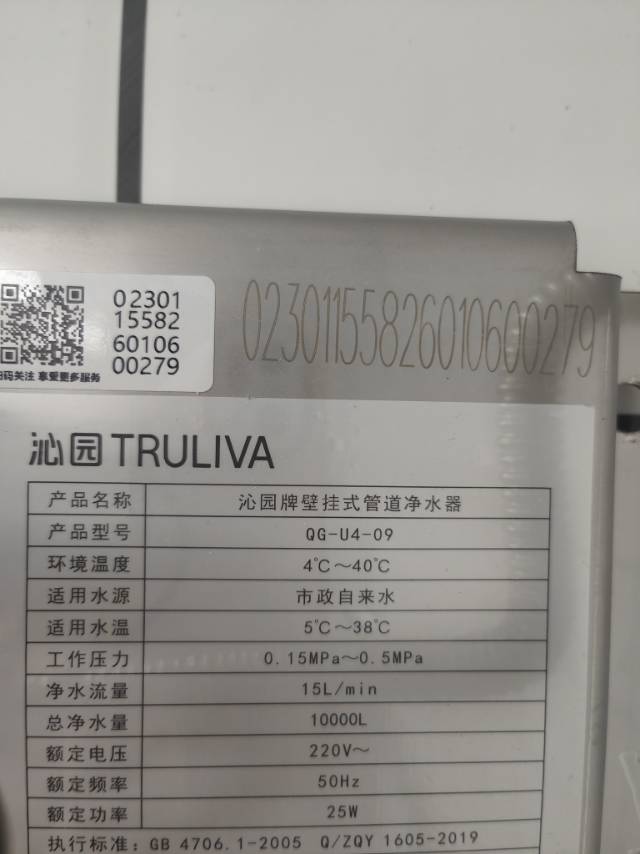 02301
15582
60106
00279
扫码关注 享受更多服务
02301155826010600279
沁园 TRULIVA
产品名称 沁园牌壁挂式管道净水器
产品型号 QG-U4-09
环境温度 4℃～40℃
适用水源 市政自来水
适用水温 5℃～38℃
工作压力 0.15MPa～0.5MPa
净水流量 15L/min
总净水量 10000L
额定电压 220V～
额定频率 50Hz
额定功率 25W
执行标准: GB 4706.1-2005 Q/ZQY 1605-2019